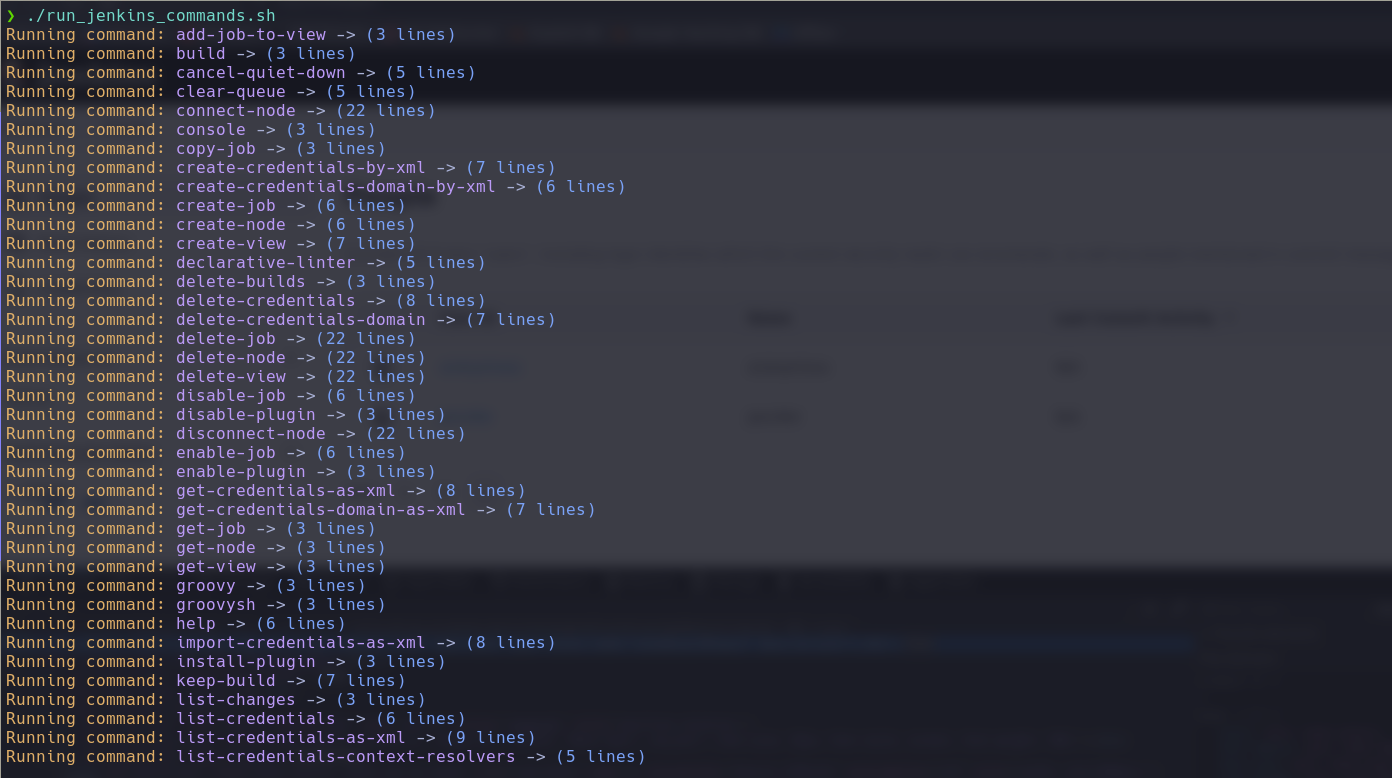 ❯ ./run_jenkins_commands.sh
Running command: add-job-to-view -> (3 lines)
Running command: build -> (3 lines)
Running command: cancel-quiet-down -> (5 lines)
Running command: clear-queue -> (5 lines)
Running command: connect-node -> (22 lines)
Running command: console -> (3 lines)
Running command: copy-job -> (3 lines)
Running command: create-credentials-by-xml -> (7 lines)
Running command: create-credentials-domain-by-xml -> (6 lines)
Running command: create-job -> (6 lines)
Running command: create-node -> (6 lines)
Running command: create-view -> (7 lines)
Running command: declarative-linter -> (5 lines)
Running command: delete-builds -> (3 lines)
Running command: delete-credentials -> (8 lines)
Running command: delete-credentials-domain -> (7 lines)
Running command: delete-job -> (22 lines)
Running command: delete-node -> (22 lines)
Running command: delete-view -> (22 lines)
Running command: disable-job -> (6 lines)
Running command: disable-plugin -> (3 lines)
Running command: disconnect-node -> (22 lines)
Running command: enable-job -> (6 lines)
Running command: enable-plugin -> (3 lines)
Running command: get-credentials-as-xml -> (8 lines)
Running command: get-credentials-domain-as-xml -> (7 lines)
Running command: get-job -> (3 lines)
Running command: get-node -> (3 lines)
Running command: get-view -> (3 lines)
Running command: groovy -> (3 lines)
Running command: groovysh -> (3 lines)
Running command: help -> (6 lines)
Running command: import-credentials-as-xml -> (8 lines)
Running command: install-plugin -> (3 lines)
Running command: keep-build -> (7 lines)
Running command: list-changes -> (3 lines)
Running command: list-credentials -> (6 lines)
Running command: list-credentials-as-xml -> (9 lines)
Running command: list-credentials-context-resolvers -> (5 lines)